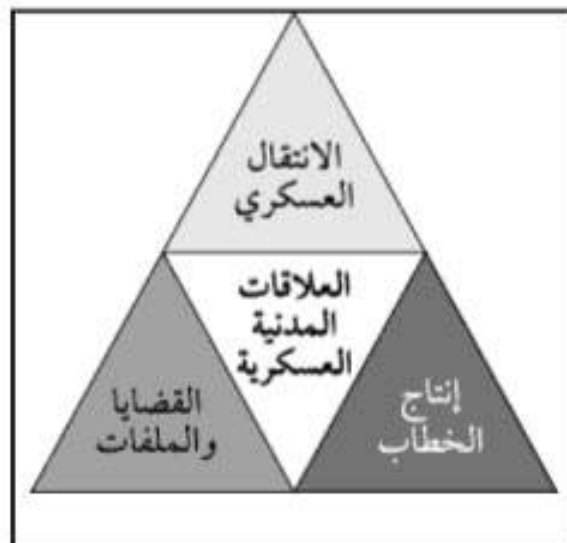 الانتقال
العسكري
العلاقات
المدنية
العسكرية
إنتاج
الخطاب
القضايا
والملفات